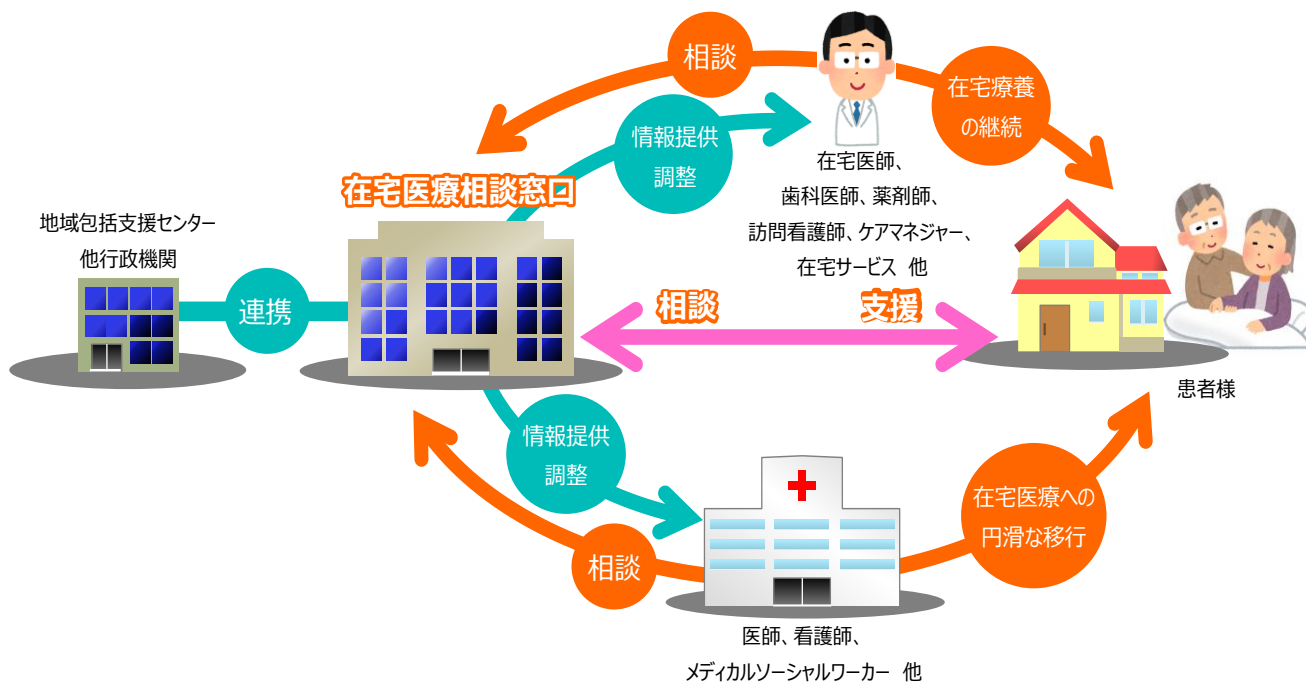 相談
在宅療養
の継続
情報提供
調整
在宅医師、
歯科医師、薬剤師、
訪問看護師、ケアマネジャー、
在宅サービス 他
在宅医療相談窓口
地域包括支援センター
他行政機関
連携
相談
支援
患者様
情報提供
調整
在宅医療への
円滑な移行
相談
医師、看護師、
メディカルソーシャルワーカー 他